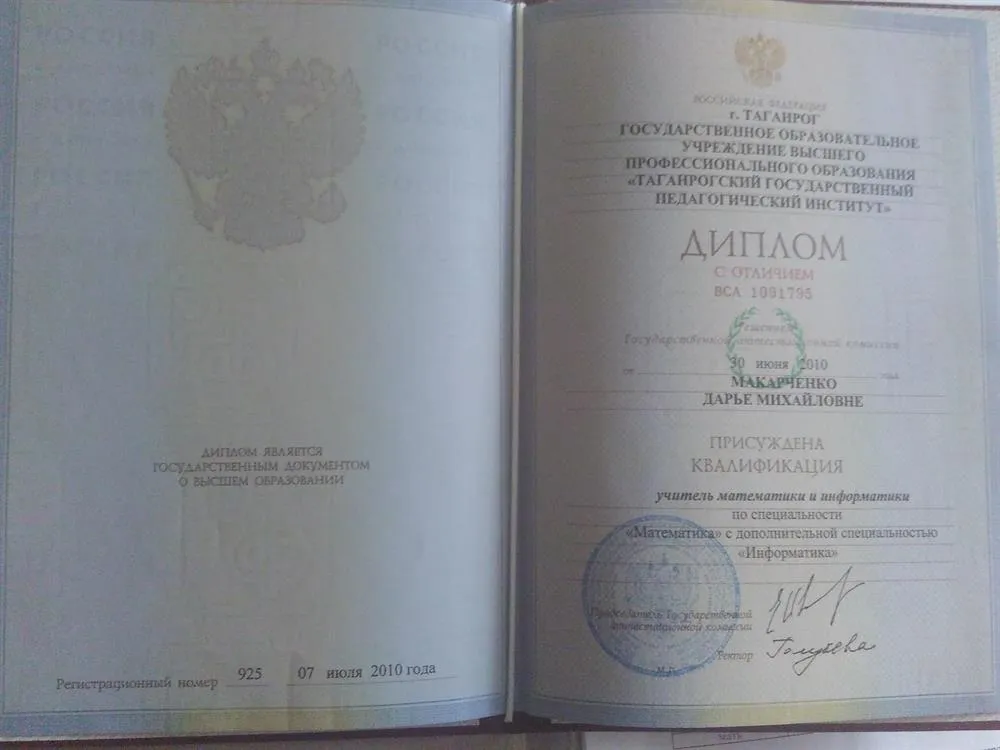 ДИПЛОМ ЯВЛЯЕТСЯ
ГОСУДАРСТВЕННЫМ ДОКУМЕНТОМ
О ВЫСШЕМ ОБРАЗОВАНИИ
Регистрационный номер 925 07 июля 2010 года
РОССИЙСКАЯ ФЕДЕРАЦИЯ
г. ТАГАНРОГ
ГОСУДАРСТВЕННОЕ ОБРАЗОВАТЕЛЬНОЕ
УЧРЕЖДЕНИЕ ВЫСШЕГО
ПРОФЕССИОНАЛЬНОГО ОБРАЗОВАНИЯ
«ТАГАНРОГСКИЙ ГОСУДАРСТВЕННЫЙ
ПЕДАГОГИЧЕСКИЙ ИНСТИТУТ»
ДИПЛОМ
С ОТЛИЧИЕМ
ВСА 1091795
Решением
Государственной аттестационной комиссии
от 30 июня 2010 года
МАКАРЧЕНКО
ДАРЬЕ МИХАЙЛОВНЕ
ПРИСУЖДЕНА
КВАЛИФИКАЦИЯ
учитель математики и информатики
по специальности
«Математика» с дополнительной специальностью
«Информатика»
Председатель Государственной
аттестационной комиссии
Ректор Голубева
М.П.
мать